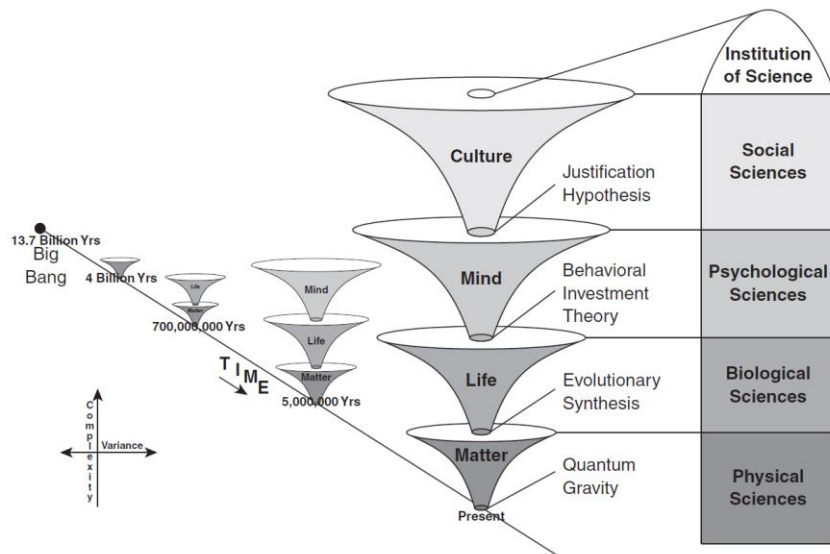 Institution
of Science
Culture
Social
Sciences
Justification
Hypothesis
13.7 Billion Yrs
Big
Bang
4 Billion Yrs
Life
Matter
700,000,000 Yrs
Mind
Life
Matter
5,000,000 Yrs
TIME
Mind
Behavioral
Investment
Theory
Psychological
Sciences
Life
Evolutionary
Synthesis
Biological
Sciences
Matter
Quantum
Gravity
Physical
Sciences
Present
Complexity
Variance